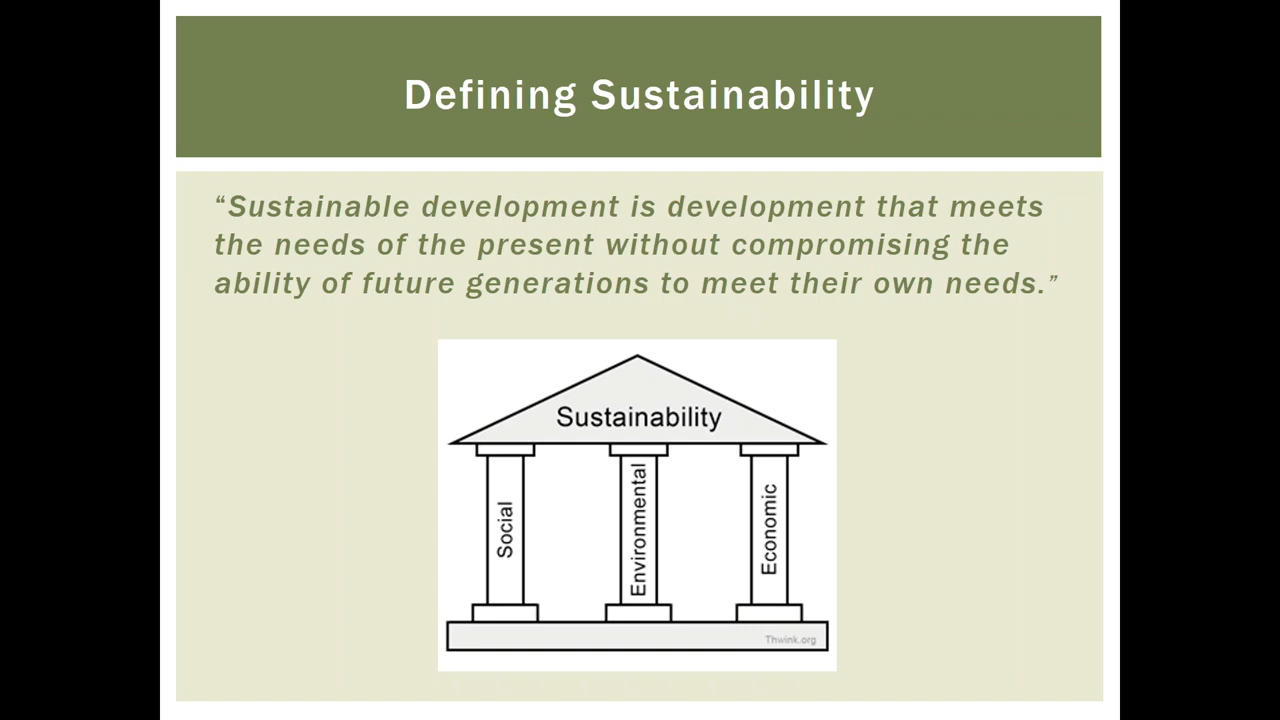 Defining Sustainability
“Sustainable development is development that meets
the needs of the present without compromising the
ability of future generations to meet their own needs.”
Sustainability
Social
Environmental
Economic
Thwink.org